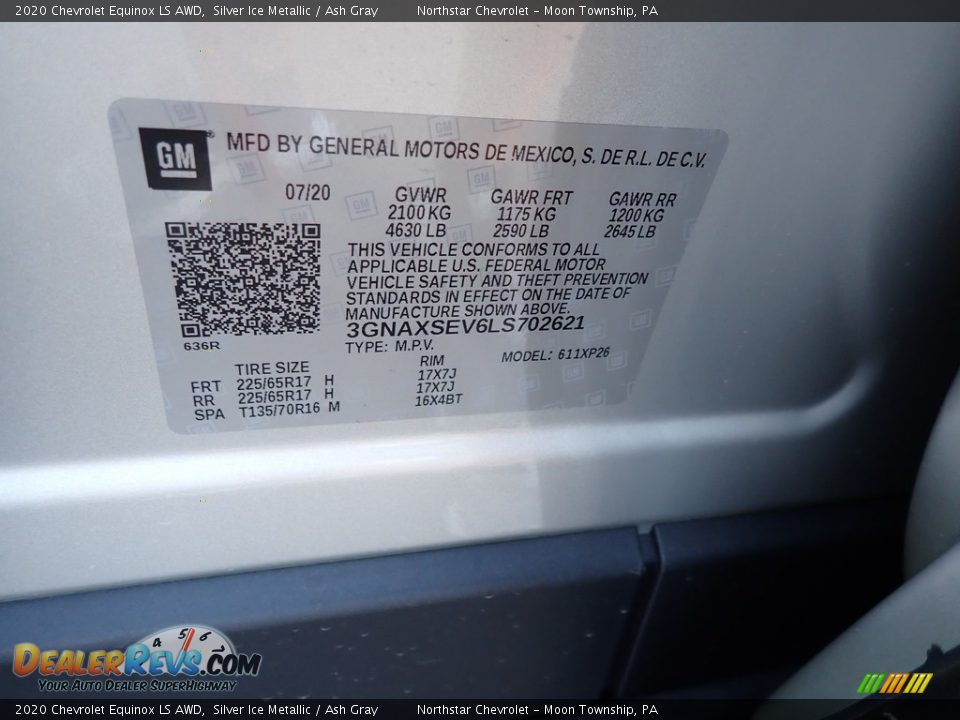 2020 Chevrolet Equinox LS AWD, Silver Ice Metallic / Ash Gray Northstar Chevrolet - Moon Township, PA
GM® MFD BY GENERAL MOTORS DE MEXICO, S. DE R.L. DE C.V.
07/20 GVWR GAWR FRT GAWR RR
2100 KG 1175 KG 1200 KG
4630 LB 2590 LB 2645 LB
THIS VEHICLE CONFORMS TO ALL
APPLICABLE U.S. FEDERAL MOTOR
VEHICLE SAFETY AND THEFT PREVENTION
STANDARDS IN EFFECT ON THE DATE OF
MANUFACTURE SHOWN ABOVE.
3GNAXSEV6LS702621
636R TYPE: M.P.V. MODEL: 611XP26
TIRE SIZE RIM
FRT 225/65R17 H 17X7J
RR 225/65R17 H 17X7J
SPA T135/70R16 M 16X4BT
4 5 6
DealerRevs.com
Your Auto Dealer SuperHighway
2020 Chevrolet Equinox LS AWD, Silver Ice Metallic / Ash Gray Northstar Chevrolet - Moon Township, PA